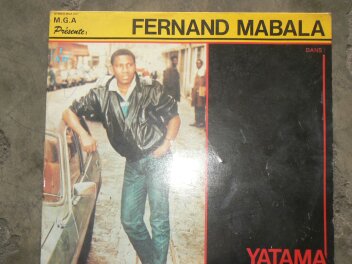 M.G.A
Présente:
FERNAND MABALA
DANS
YATAMA